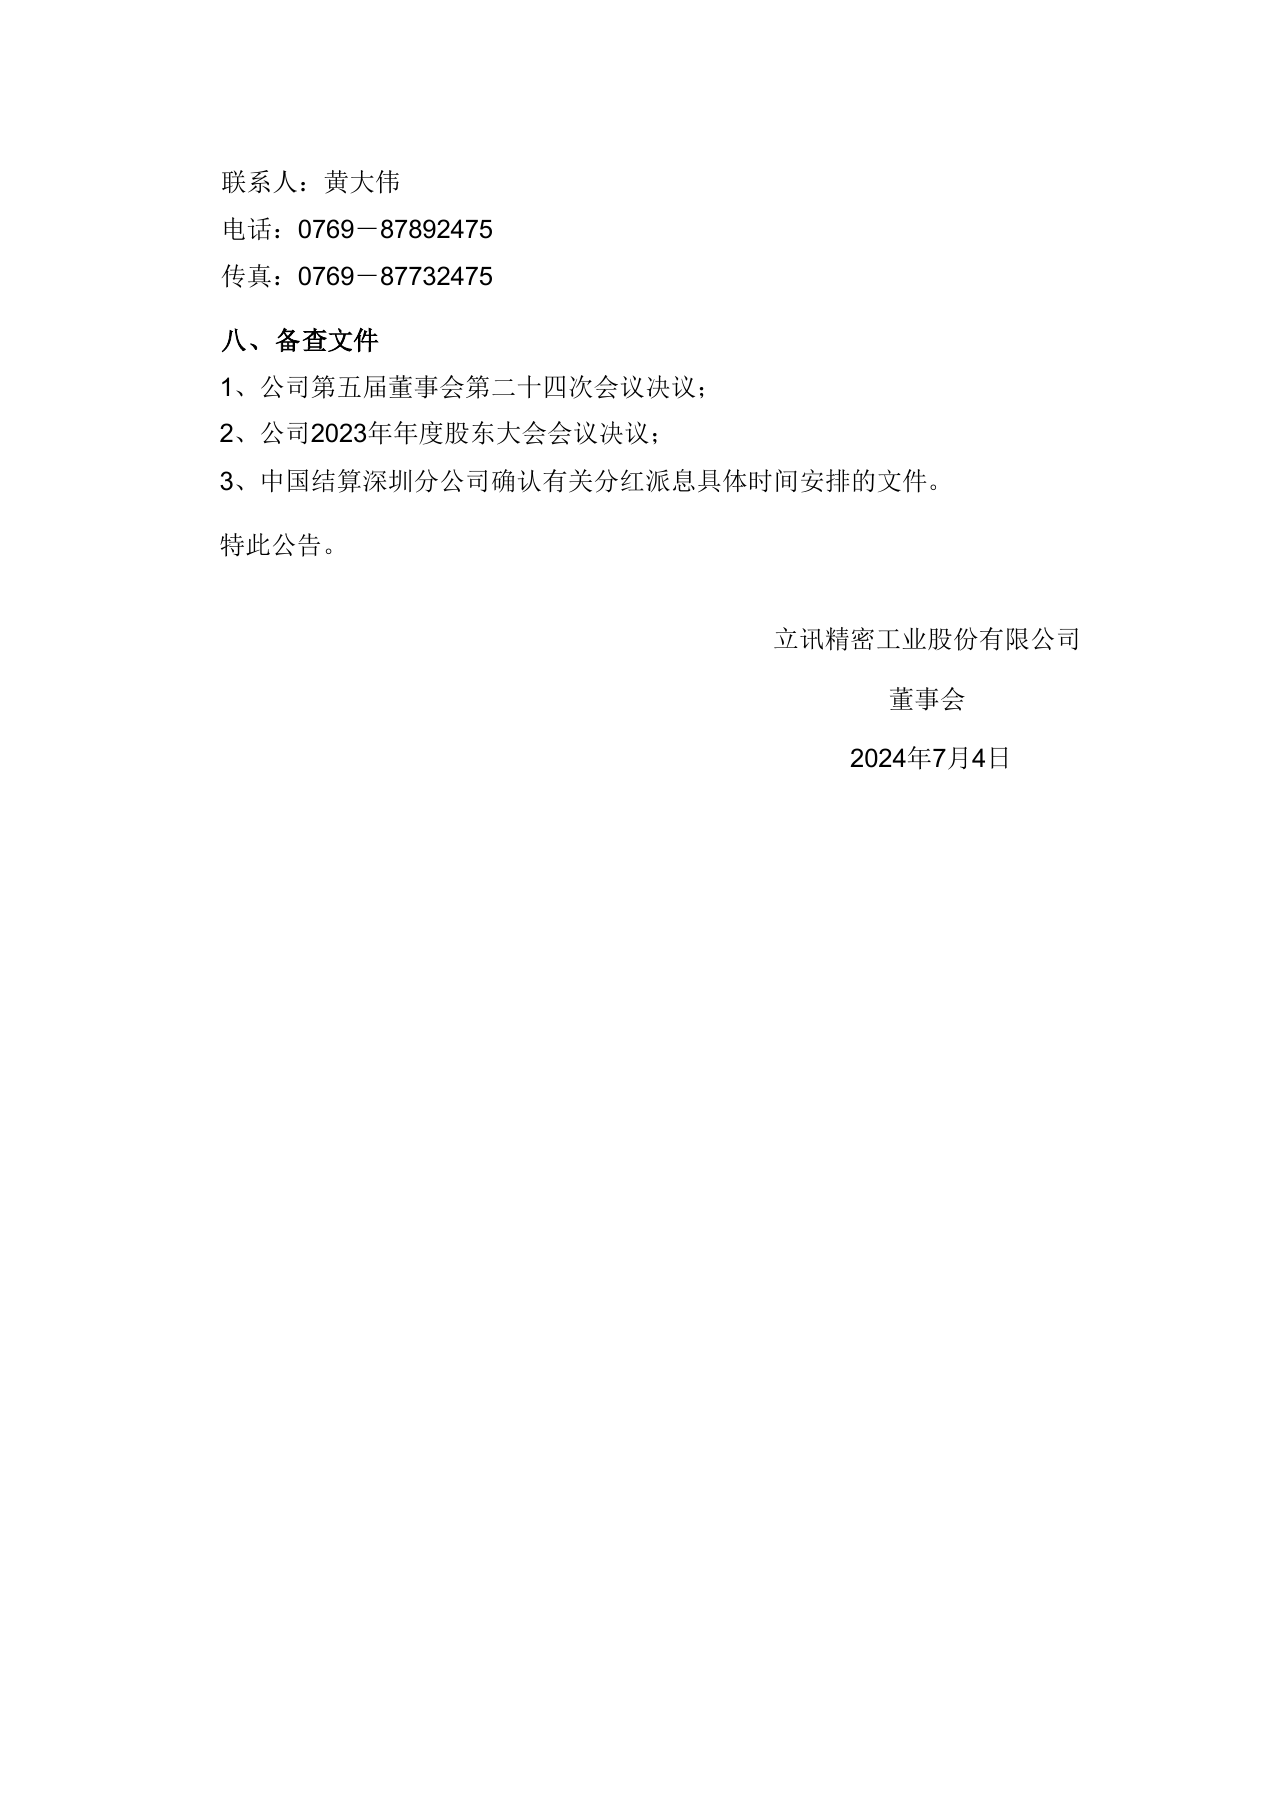 联系人：黄大伟
电话：0769－87892475
传真：0769－87732475
八、备查文件
1、公司第五届董事会第二十四次会议决议；
2、公司2023年年度股东大会会议决议；
3、中国结算深圳分公司确认有关分红派息具体时间安排的文件。
特此公告。
立讯精密工业股份有限公司
董事会
2024年7月4日